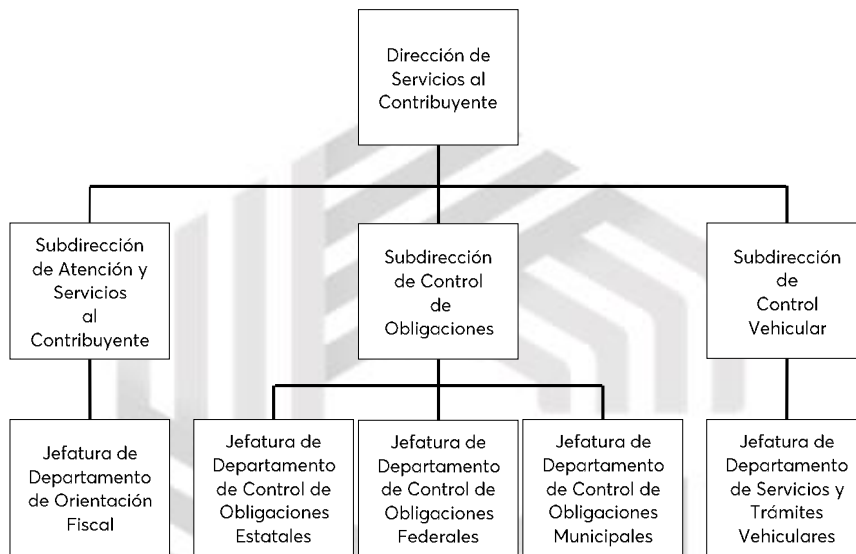 Dirección de
Servicios al
Contribuyente
Subdirección
de Atención y
Servicios
al
Contribuyente
Subdirección
de Control
de
Obligaciones
Subdirección
de
Control
Vehicular
Jefatura de
Departamento
de Orientación
Fiscal
Jefatura de
Departamento
de Control de
Obligaciones
Estatales
Jefatura de
Departamento
de Control de
Obligaciones
Federales
Jefatura de
Departamento
de Control de
Obligaciones
Municipales
Jefatura de
Departamento
de Servicios y
Trámites
Vehiculares